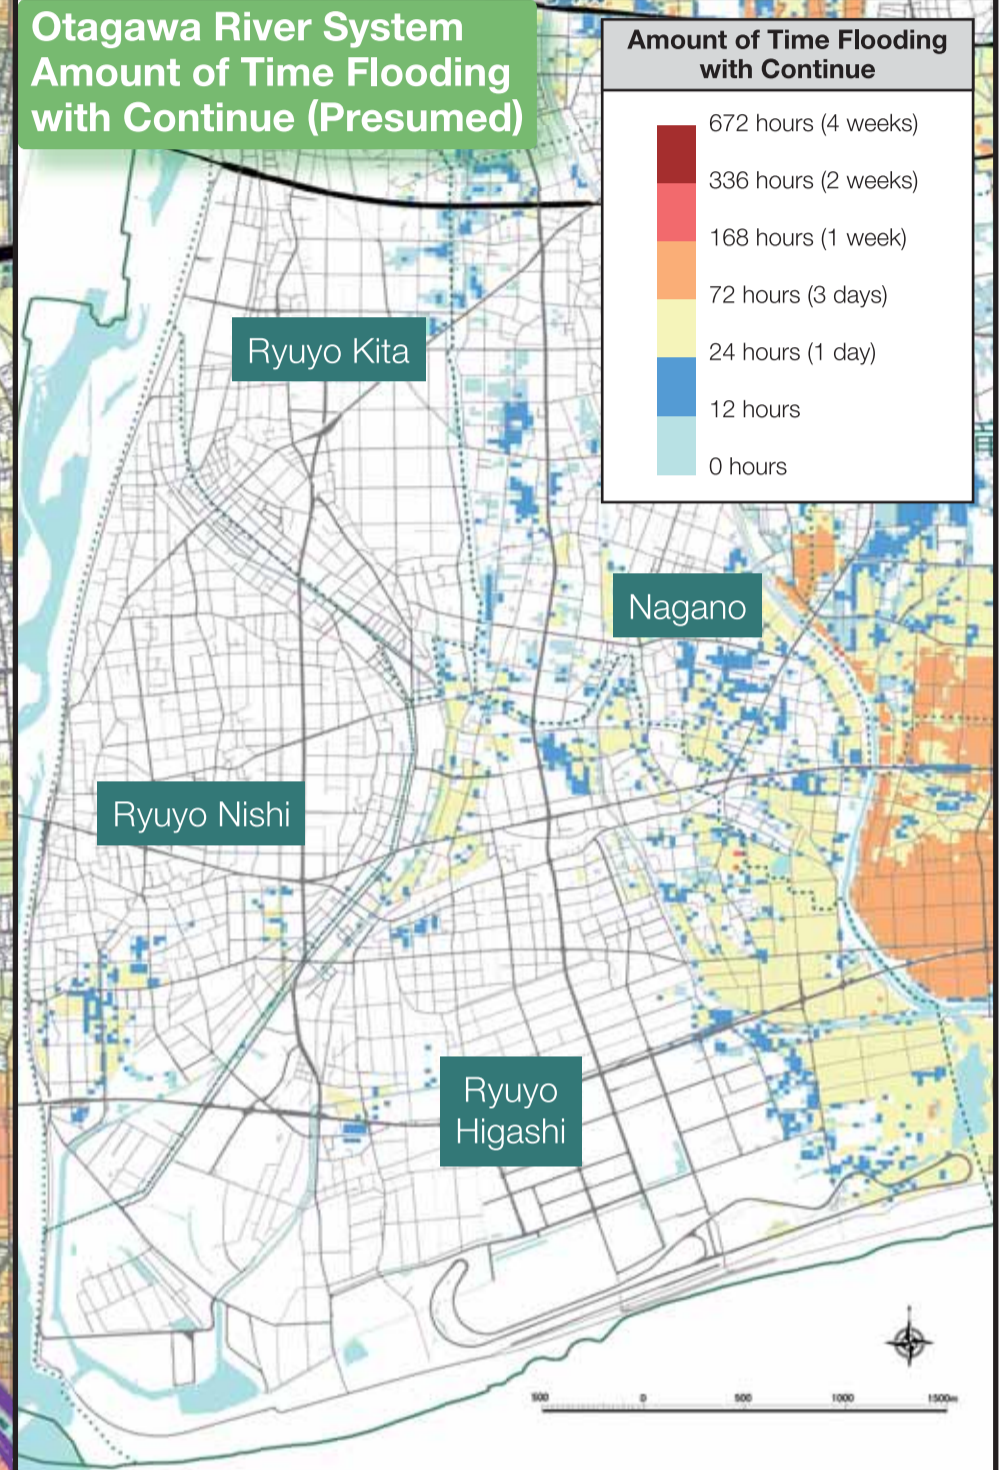 Otagawa River System
Amount of Time Flooding
with Continue (Presumed)
Amount of Time Flooding
with Continue
672 hours (4 weeks)
336 hours (2 weeks)
168 hours (1 week)
72 hours (3 days)
24 hours (1 day)
12 hours
0 hours
Ryuyo Kita
Nagano
Ryuyo Nishi
Ryuyo
Higashi
500 0 500 1000 1500m